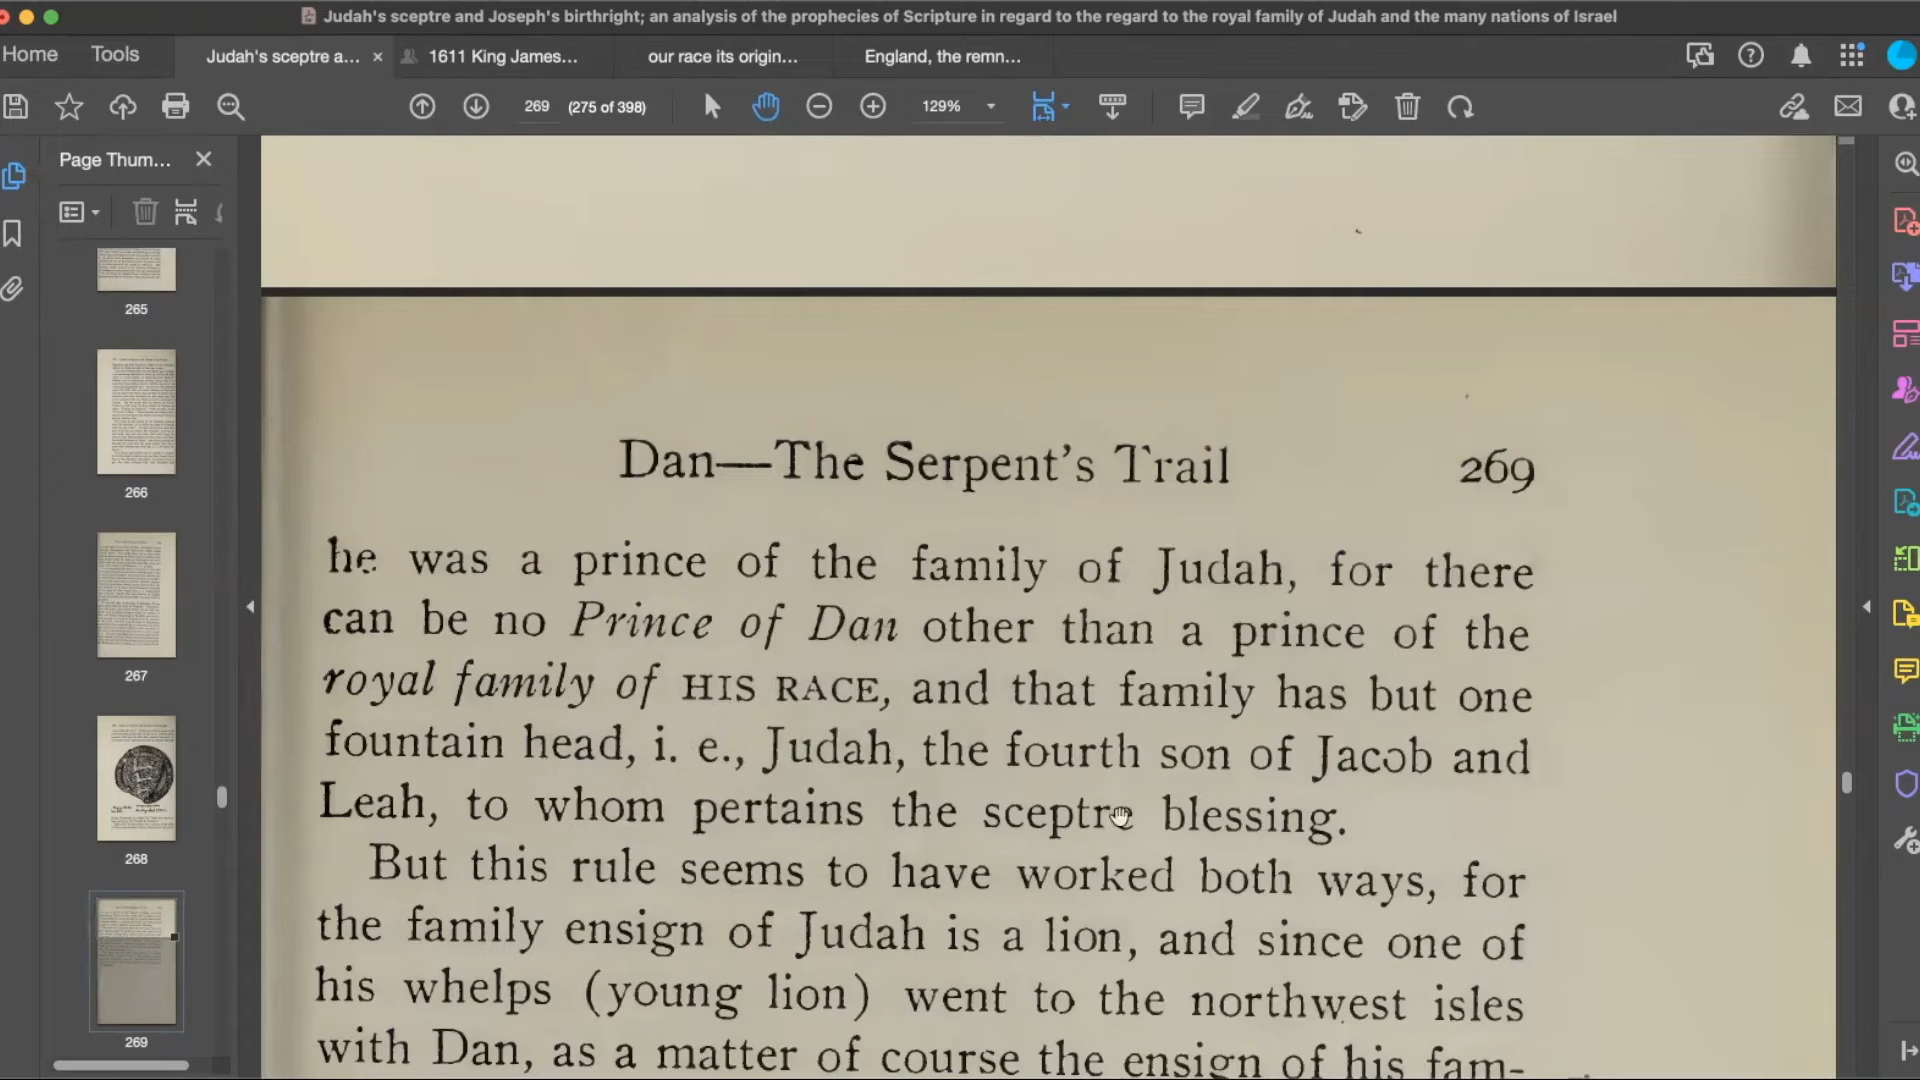 Judah's sceptre and Joseph's birthright; an analysis of the prophecies of Scripture in regard to the regard to the royal family of Judah and the many nations of Israel
Home
Tools
Judah's sceptre a...
1611 King James...
our race its origin...
England, the remn...
269
(275 of 398)
129%
Page Thum...
265
266
267
268
269
Dan—The Serpent's Trail 269
he was a prince of the family of Judah, for there
can be no Prince of Dan other than a prince of the
royal family of HIS RACE, and that family has but one
fountain head, i. e., Judah, the fourth son of Jacob and
Leah, to whom pertains the sceptre blessing.
But this rule seems to have worked both ways, for
the family ensign of Judah is a lion, and since one of
his whelps (young lion) went to the northwest isles
with Dan, as a matter of course the ensign of his fam-